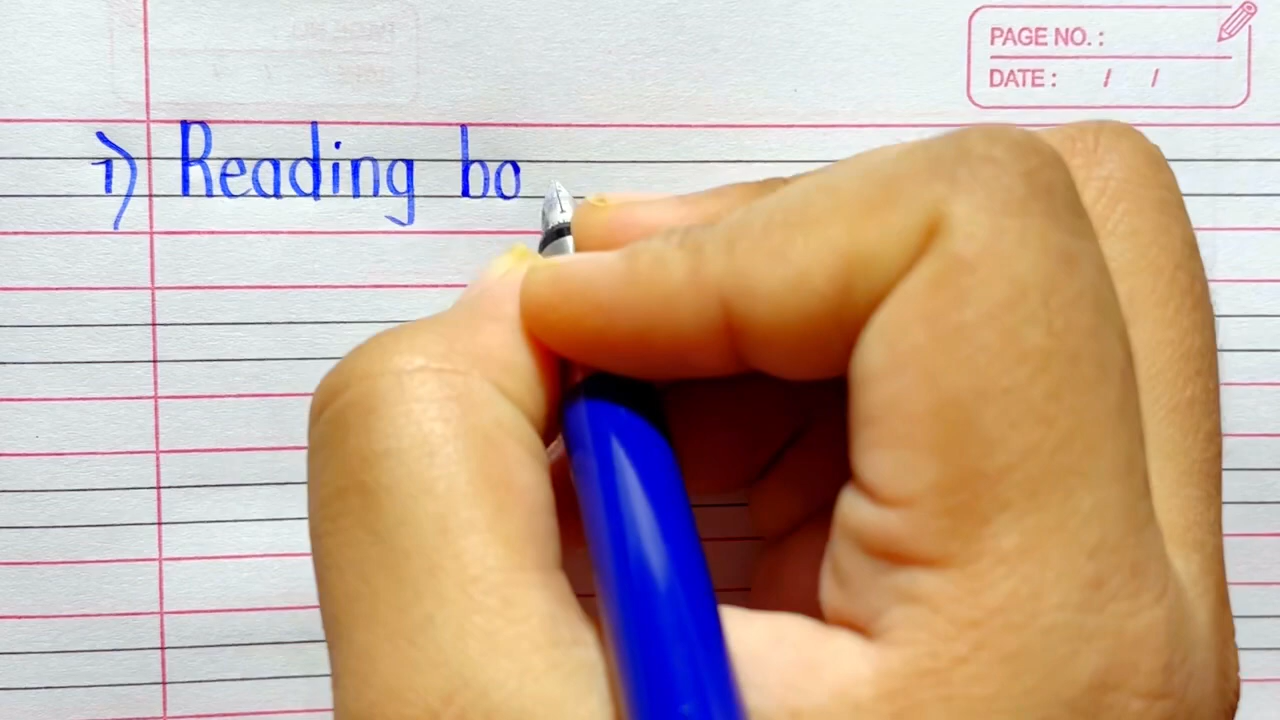 PAGE NO. :
DATE : / /
1) Reading bo